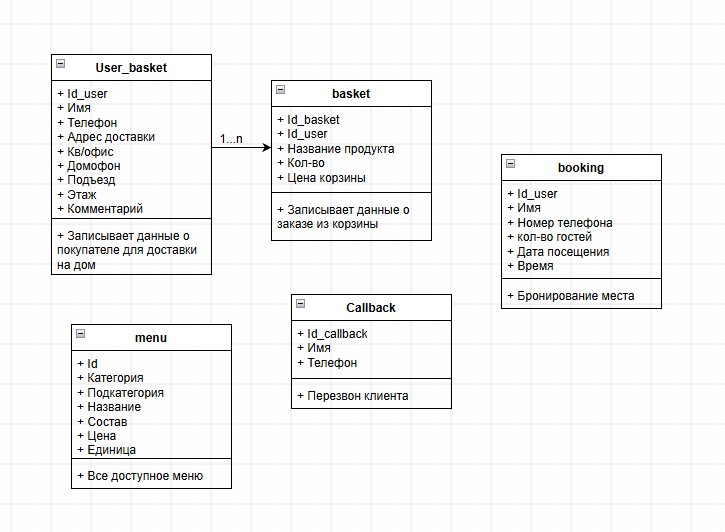 User_basket
+ Id_user
+ Имя
+ Телефон
+ Адрес доставки
+ Кв/офис
+ Домофон
+ Подъезд
+ Этаж
+ Комментарий
+ Записывает данные о
покупателе для доставки
на дом
1...n
basket
+ Id_basket
+ Id_user
+ Название продукта
+ Кол-во
+ Цена корзины
+ Записывает данные о
заказе из корзины
booking
+ Id_user
+ Имя
+ Номер телефона
+ кол-во гостей
+ Дата посещения
+ Время
+ Бронирование места
Callback
+ Id_callback
+ Имя
+ Телефон
+ Перезвон клиента
menu
+ Id
+ Категория
+ Подкатегория
+ Название
+ Состав
+ Цена
+ Единица
+ Все доступное меню